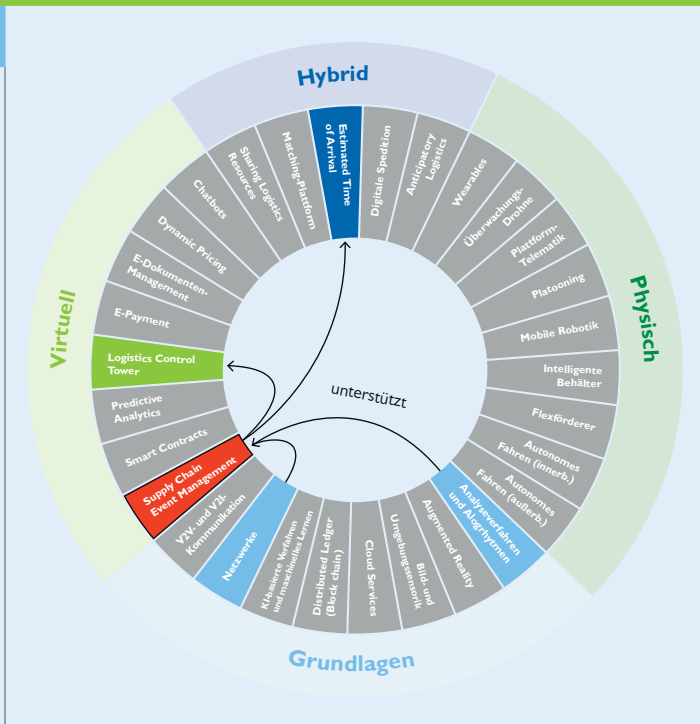 Hybrid
Physisch
Grundlagen
Virtuell
Estimated Time
of Arrival
Digitale Spedition
Anticipatory
Logistics
Wearables
Überwachungs-
Drohne
Plattform-
Telematik
Platooning
Mobile Robotik
Intelligente
Behälter
Flexförderer
Autonomes
Fahren (innerb.)
Autonomes
Fahren (außerb.)
Analyseverfahren
und Alogrhytmen
Augmented Reality
Bild- und
Umgebungssensorik
Cloud Services
Distributed Ledger
(Block chain)
KI-basierte Verfahren
und maschinelles Lernen
Netzwerke
V2V- und V2I-
Kommunikation
Supply Chain
Event Management
Smart Contracts
Predictive
Analytics
Logistics Control
Tower
E-Payment
E-Dokumenten-
Management
Dynamic Pricing
Chatbots
Sharing Logistics
Resources
Matching-Plattform
unterstützt